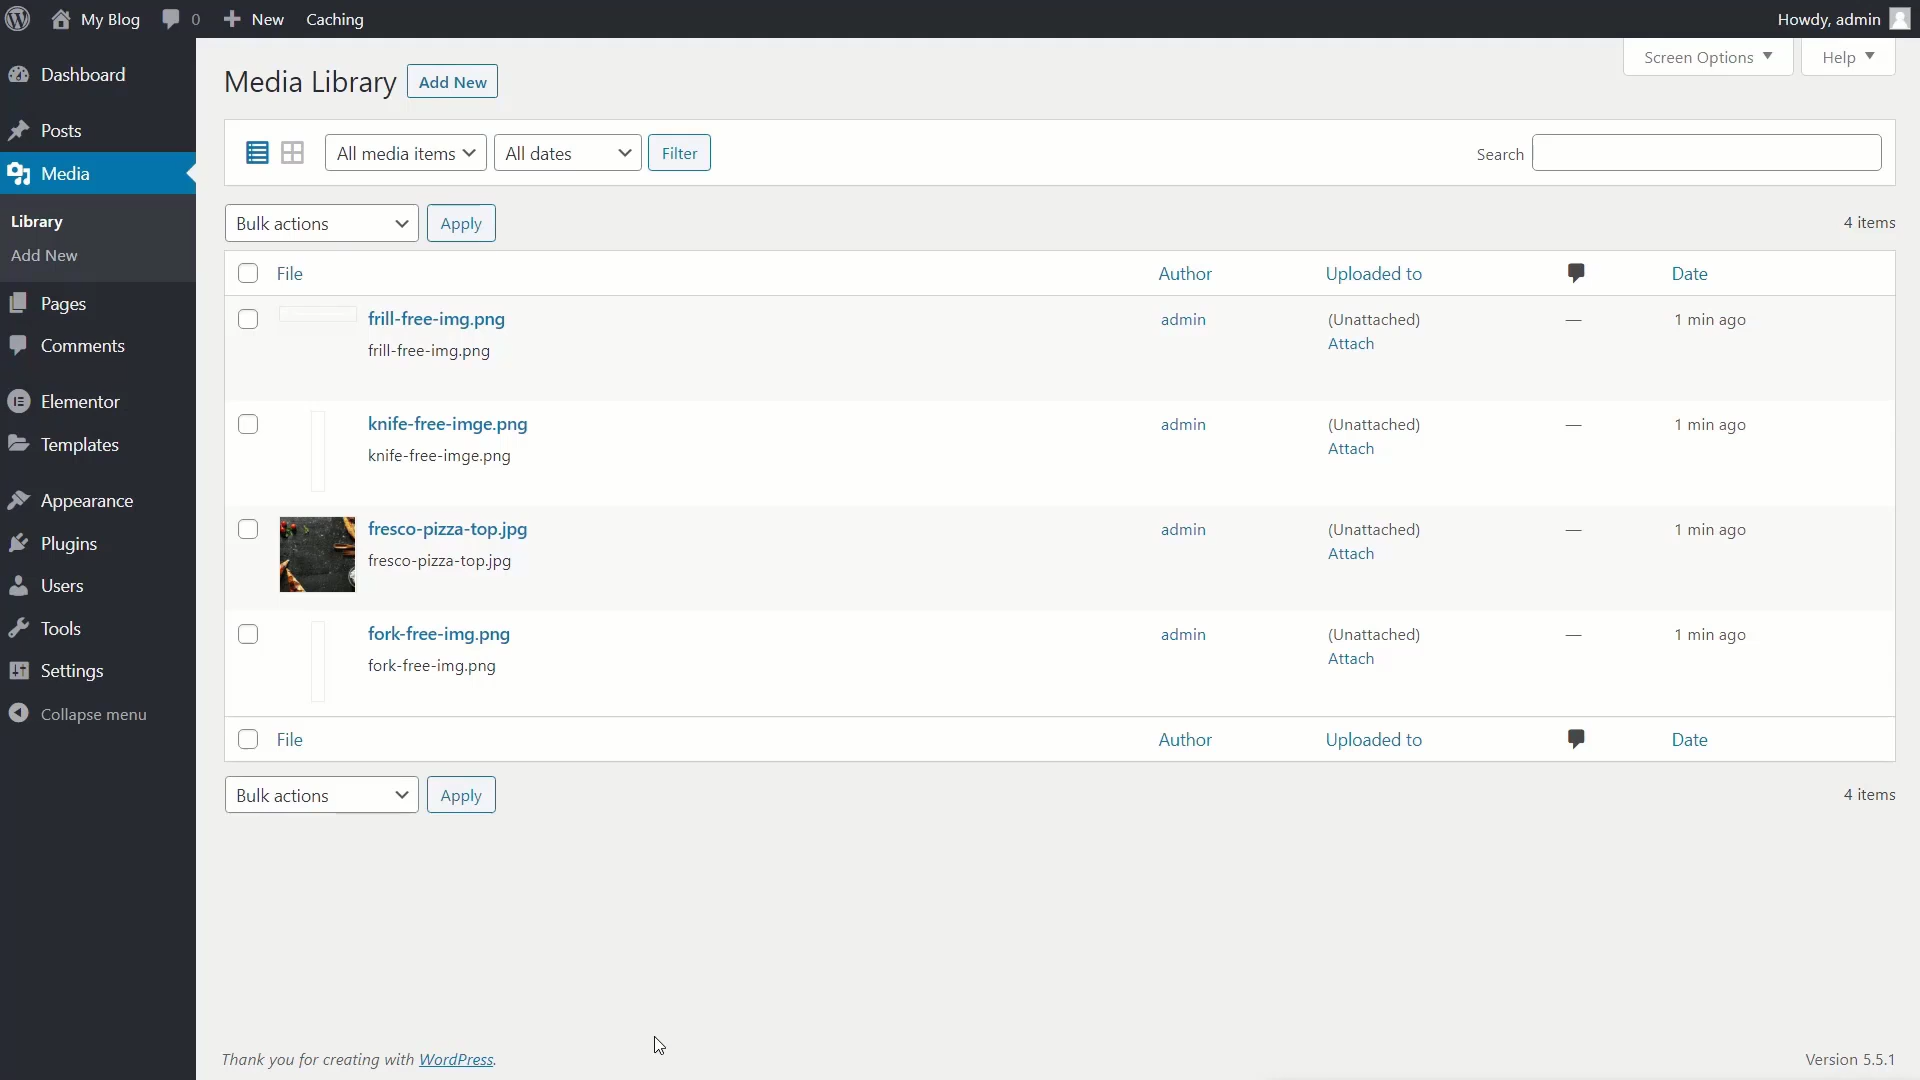 My Blog 0 New Caching Howdy, admin
Screen Options Help
Dashboard
Posts
Media
Library
Add New
Pages
Comments
Elementor
Templates
Appearance
Plugins
Users
Tools
Settings
Collapse menu
Media Library Add New
All media items All dates Filter Search
Bulk actions Apply 4 items
File Author Uploaded to Date
frill-free-img.png admin (Unattached) — 1 min ago
Attach
frill-free-img.png
knife-free-imge.png admin (Unattached) — 1 min ago
Attach
knife-free-imge.png
fresco-pizza-top.jpg admin (Unattached) — 1 min ago
Attach
fresco-pizza-top.jpg
fork-free-img.png admin (Unattached) — 1 min ago
Attach
fork-free-img.png
File Author Uploaded to Date
Bulk actions Apply 4 items
Thank you for creating with WordPress. Version 5.5.1